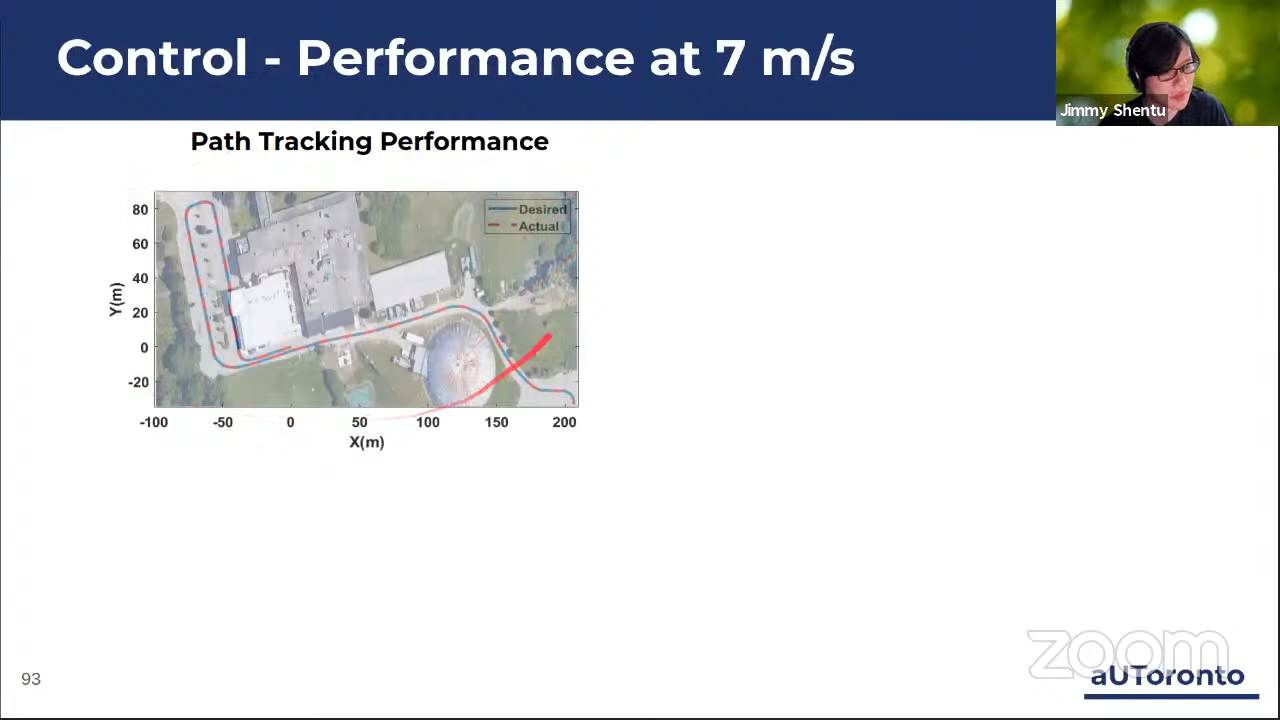 Control - Performance at 7 m/s
Jimmy Shentu
Path Tracking Performance
Desired
Actual
80
60
40
20
0
-20
Y(m)
-100 -50 0 50 100 150 200
X(m)
93
zoom
aUToronto